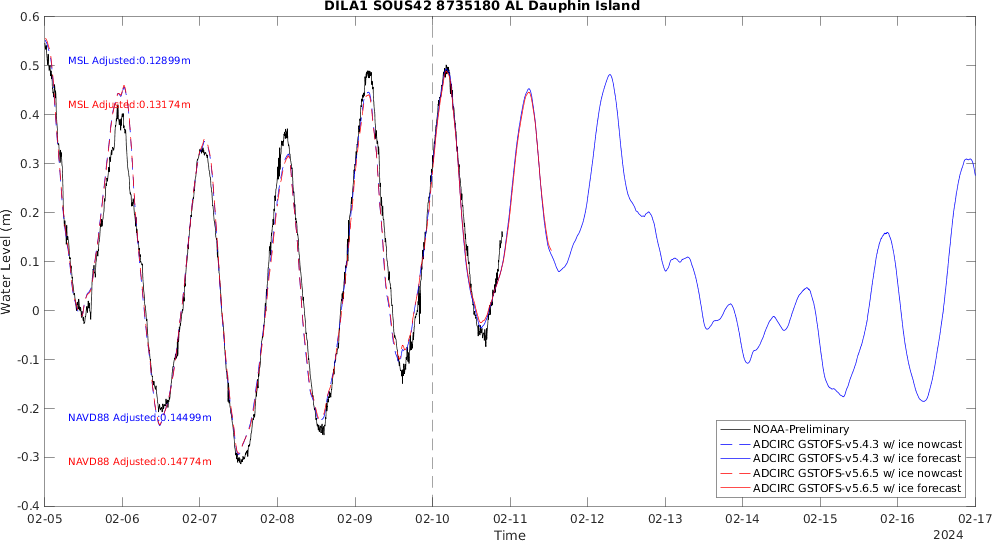 DILA1 SOUS42 8735180 AL Dauphin Island
0.6
0.5
0.4
0.3
0.2
0.1
0
-0.1
-0.2
-0.3
-0.4
Water Level (m)
MSL Adjusted:0.12899m
MSL Adjusted:0.13174m
NAVD88 Adjusted:0.14499m
NAVD88 Adjusted:0.14774m
NOAA-Preliminary
ADCIRC GSTOFS-v5.4.3 w/ ice nowcast
ADCIRC GSTOFS-v5.4.3 w/ ice forecast
ADCIRC GSTOFS-v5.6.5 w/ ice nowcast
ADCIRC GSTOFS-v5.6.5 w/ ice forecast
02-05 02-06 02-07 02-08 02-09 02-10 02-11 02-12 02-13 02-14 02-15 02-16 02-17
Time
2024